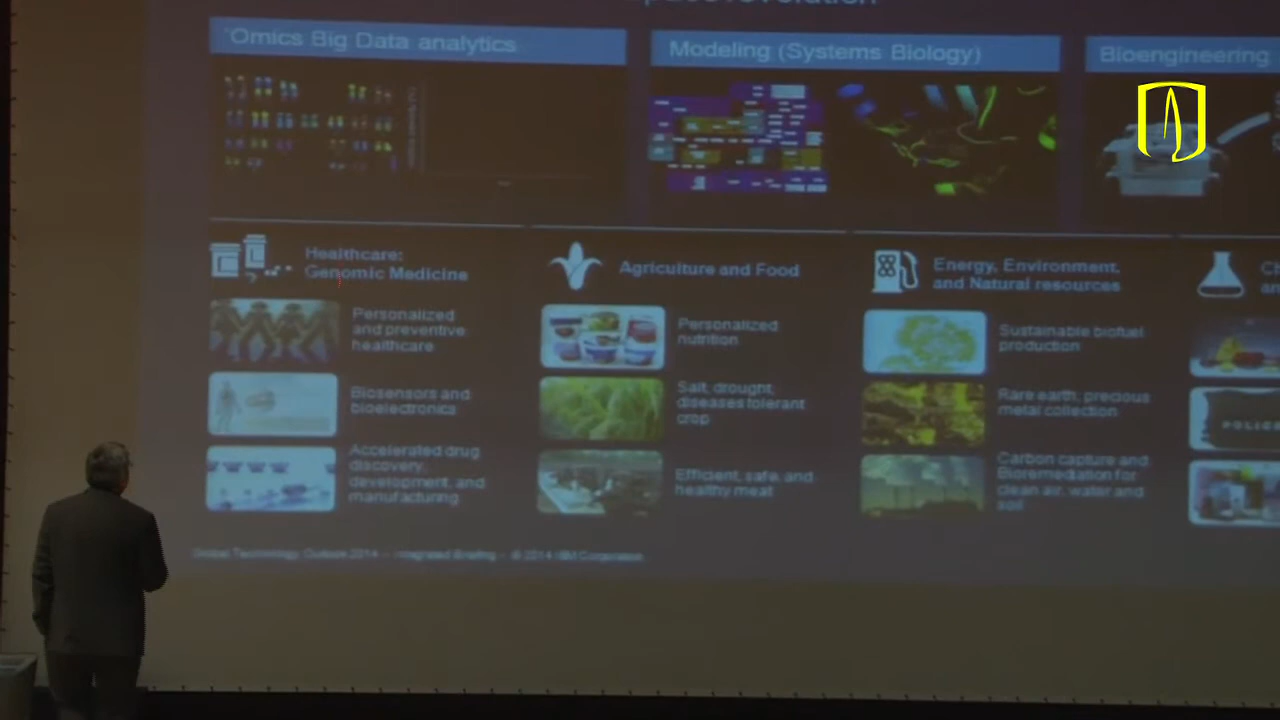 Omics Big Data analytics
Modeling (Systems Biology)
Bioengineering
Healthcare:
Genomic Medicine
Agriculture and Food
Energy, Environment,
and Natural resources
Personalized
and preventive
healthcare
Personalized
nutrition
Sustainable biofuel
production
Biosensors and
bioelectronics
Salt, drought,
diseases tolerant
crop
Rare earth, precious
metal collection
POLICE
Accelerated drug
discovery,
development, and
manufacturing
Efficient, safe, and
healthy meat
Carbon capture and
Bioremediation for
clean air, water and
soil
Global Technology Outlook 2014 – Integrated Briefing – © 2014 IBM Corporation